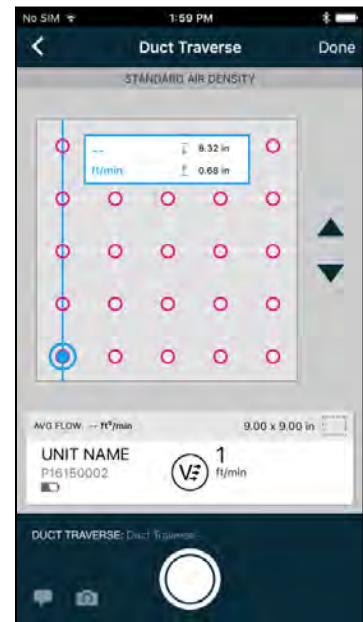 No SIM 1:59 PM
Duct Traverse Done
STANDARD AIR DENSITY
-- 8.32 in
ft/min 0.68 in
AVG FLOW: -- ft³/min 9.00 x 9.00 in
UNIT NAME
P16150002
1
ft/min
DUCT TRAVERSE: Duct Traverse